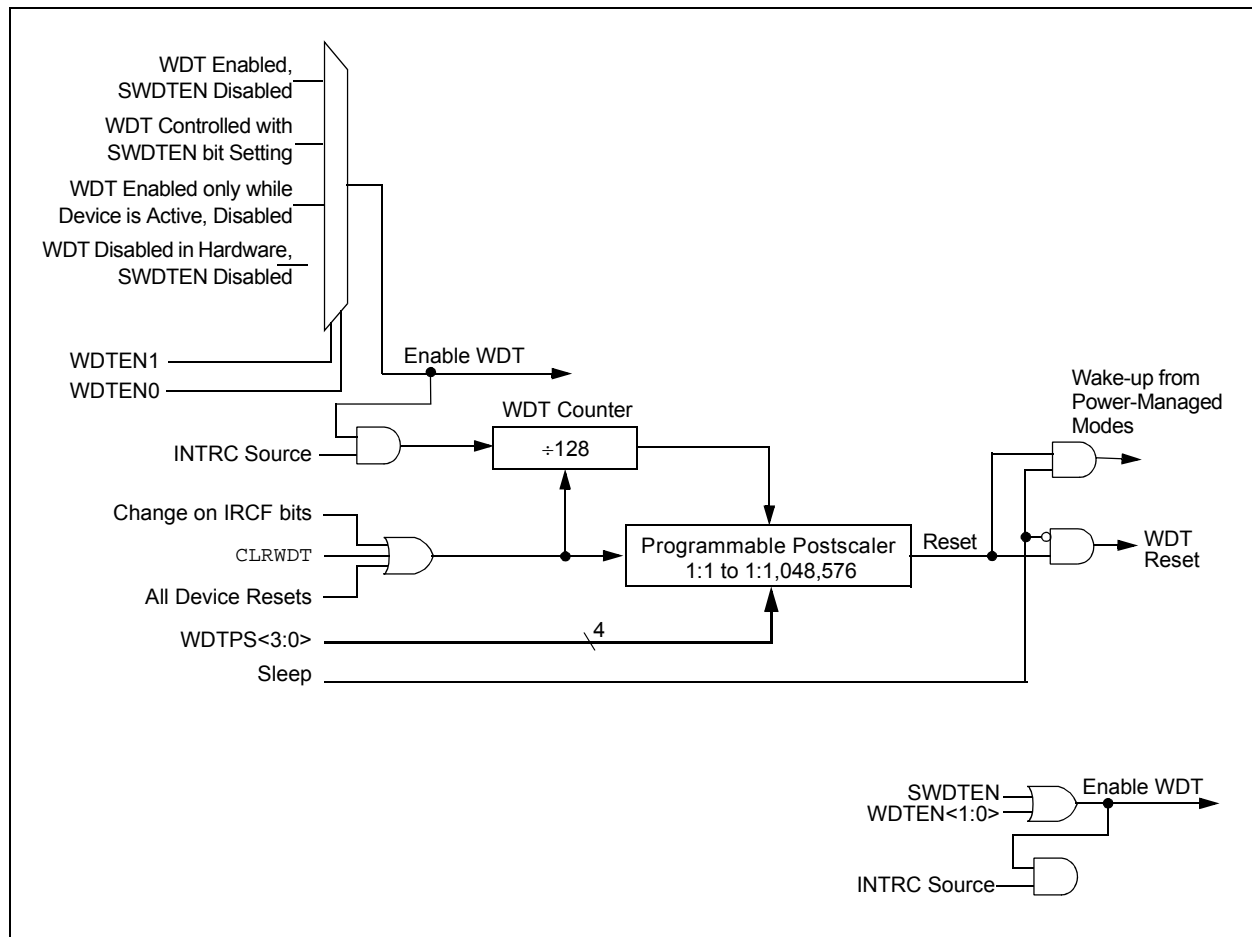 WDT Enabled,
SWDTEN Disabled
WDT Controlled with
SWDTEN bit Setting
WDT Enabled only while
Device is Active, Disabled
WDT Disabled in Hardware,
SWDTEN Disabled
WDTEN1
WDTEN0
Enable WDT
WDT Counter
÷128
INTRC Source
Wake-up from
Power-Managed
Modes
Change on IRCF bits
CLRWDT
All Device Resets
Programmable Postscaler
1:1 to 1:1,048,576
Reset
WDT
Reset
WDTPS<3:0>
4
Sleep
SWDTEN
WDTEN<1:0>
Enable WDT
INTRC Source